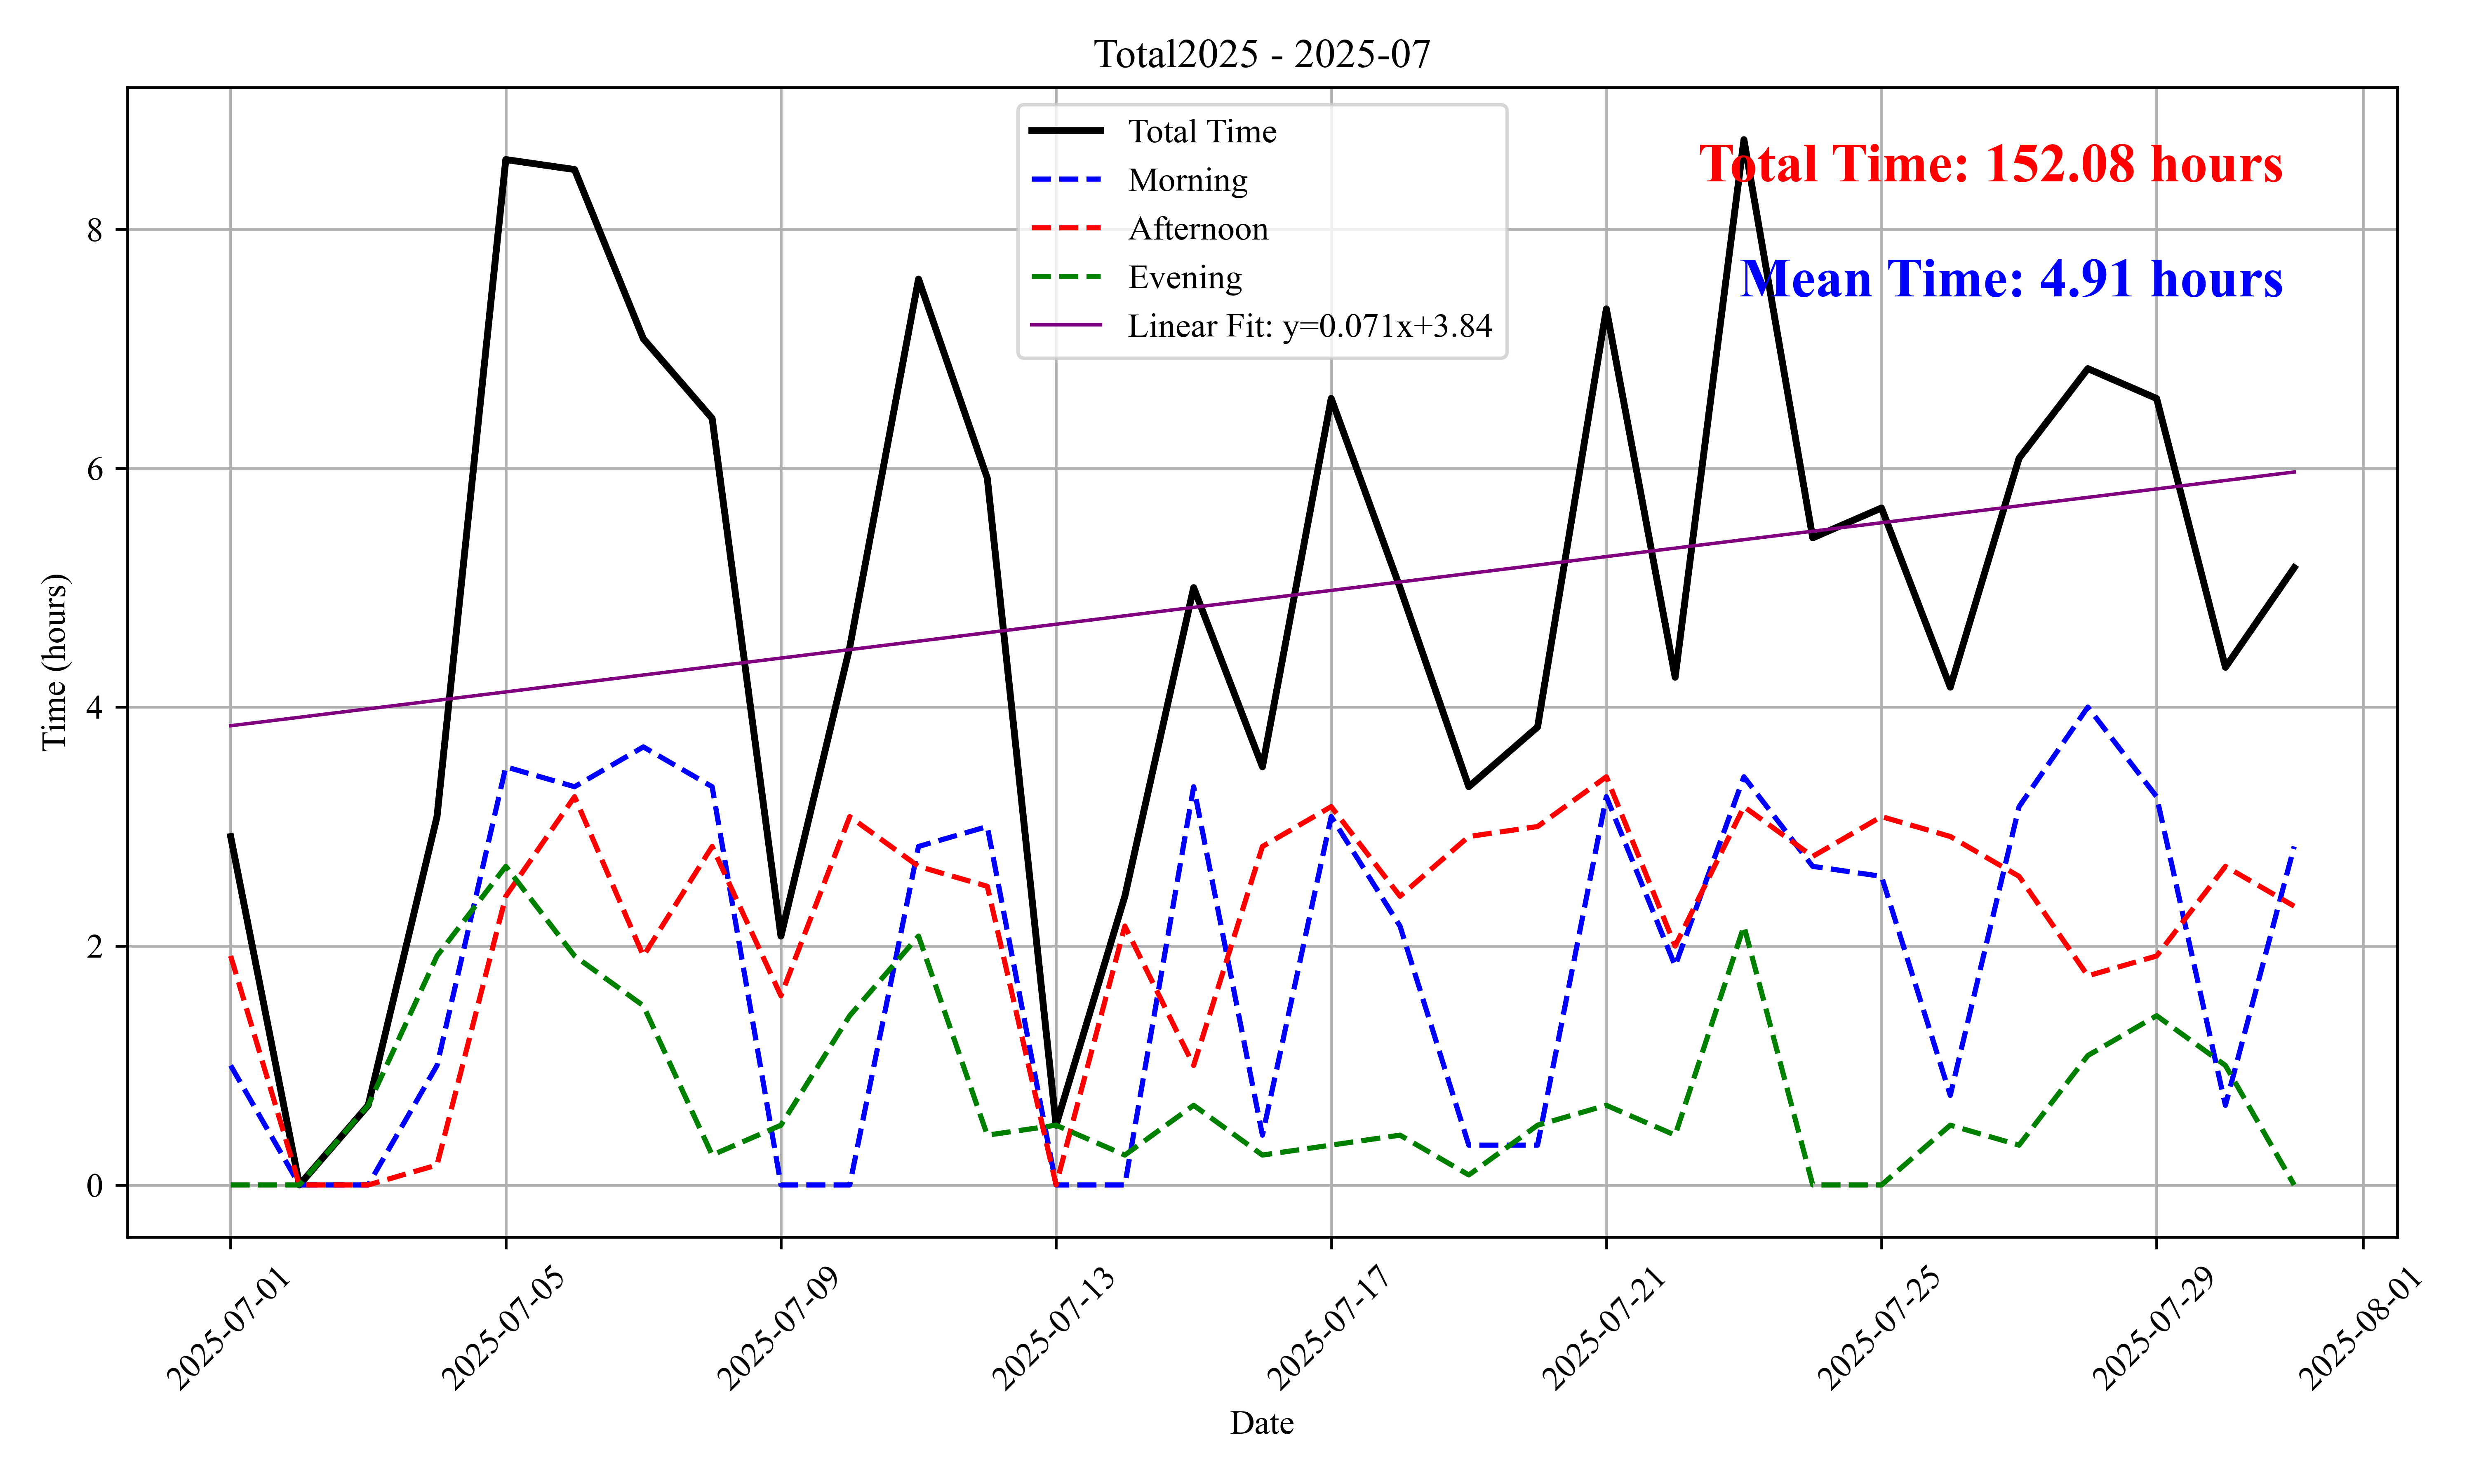 Total2025 - 2025-07
Total Time
Morning
Afternoon
Evening
Linear Fit: y=0.071x+3.84
Total Time: 152.08 hours
Mean Time: 4.91 hours
Time (hours)
8
6
4
2
0
2025-07-01
2025-07-05
2025-07-09
2025-07-13
2025-07-17
2025-07-21
2025-07-25
2025-07-29
2025-08-01
Date